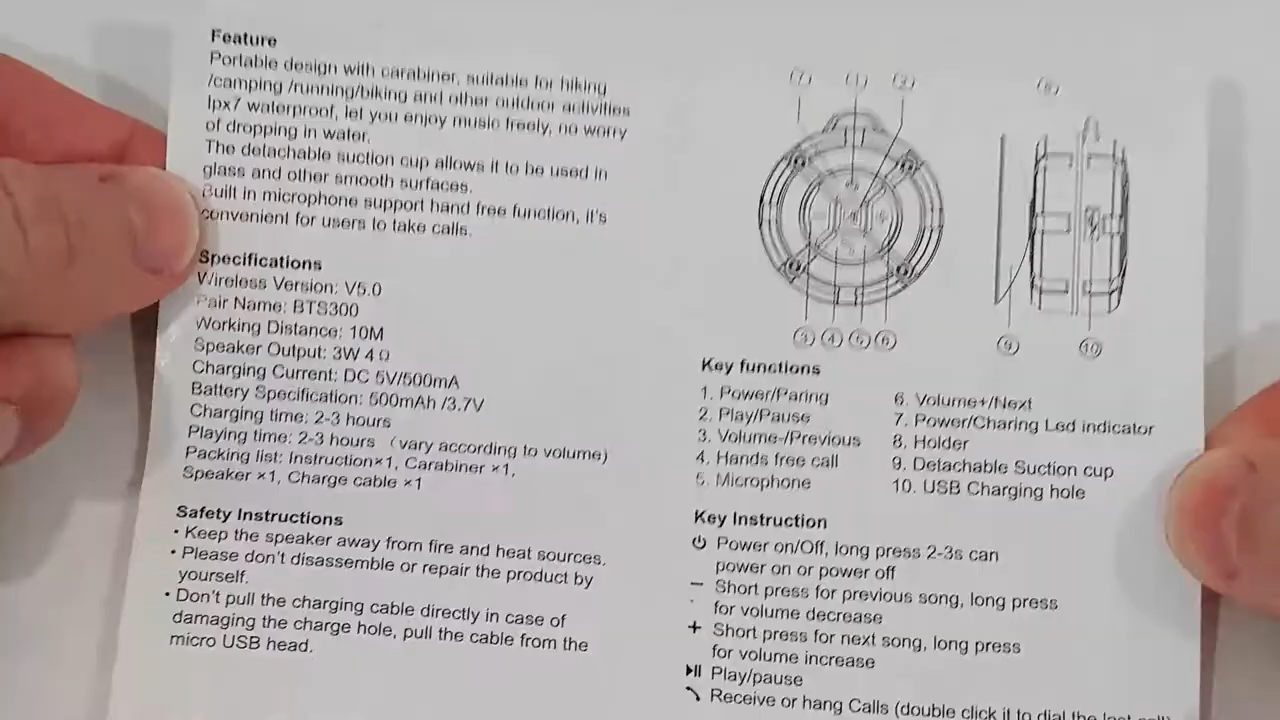 Feature
Portable design with carabiner, suitable for hiking
/camping /running/biking and other outdoor activities
Ipx7 waterproof, let you enjoy music freely, no worry
of dropping in water.
The detachable suction cup allows it to be used in
glass and other smooth surfaces.
Built in microphone support hand free function, it's
convenient for users to take calls.
Specifications
Wireless Version: V5.0
Pair Name: BTS300
Working Distance: 10M
Speaker Output: 3W 4Ω
Charging Current: DC 5V/500mA
Battery Specification: 500mAh /3.7V
Charging time: 2-3 hours
Playing time: 2-3 hours （vary according to volume)
Packing list: Instruction×1, Carabiner ×1,
Speaker ×1, Charge cable ×1
Safety Instructions
• Keep the speaker away from fire and heat sources.
• Please don't disassemble or repair the product by
yourself.
• Don't pull the charging cable directly in case of
damaging the charge hole, pull the cable from the
micro USB head.
(7) (1) (2) (8)
③ ④ ⑤ ⑥ ⑨ ⑩
Key functions
1. Power/Paring
2. Play/Pause
3. Volume-/Previous
4. Hands free call
5. Microphone
6. Volume+/Next
7. Power/Charing Led indicator
8. Holder
9. Detachable Suction cup
10. USB Charging hole
Key Instruction
⏻ Power on/Off, long press 2-3s can
power on or power off
− Short press for previous song, long press
for volume decrease
+ Short press for next song, long press
for volume increase
Play/pause
Receive or hang Calls (double click it to dial the last call)